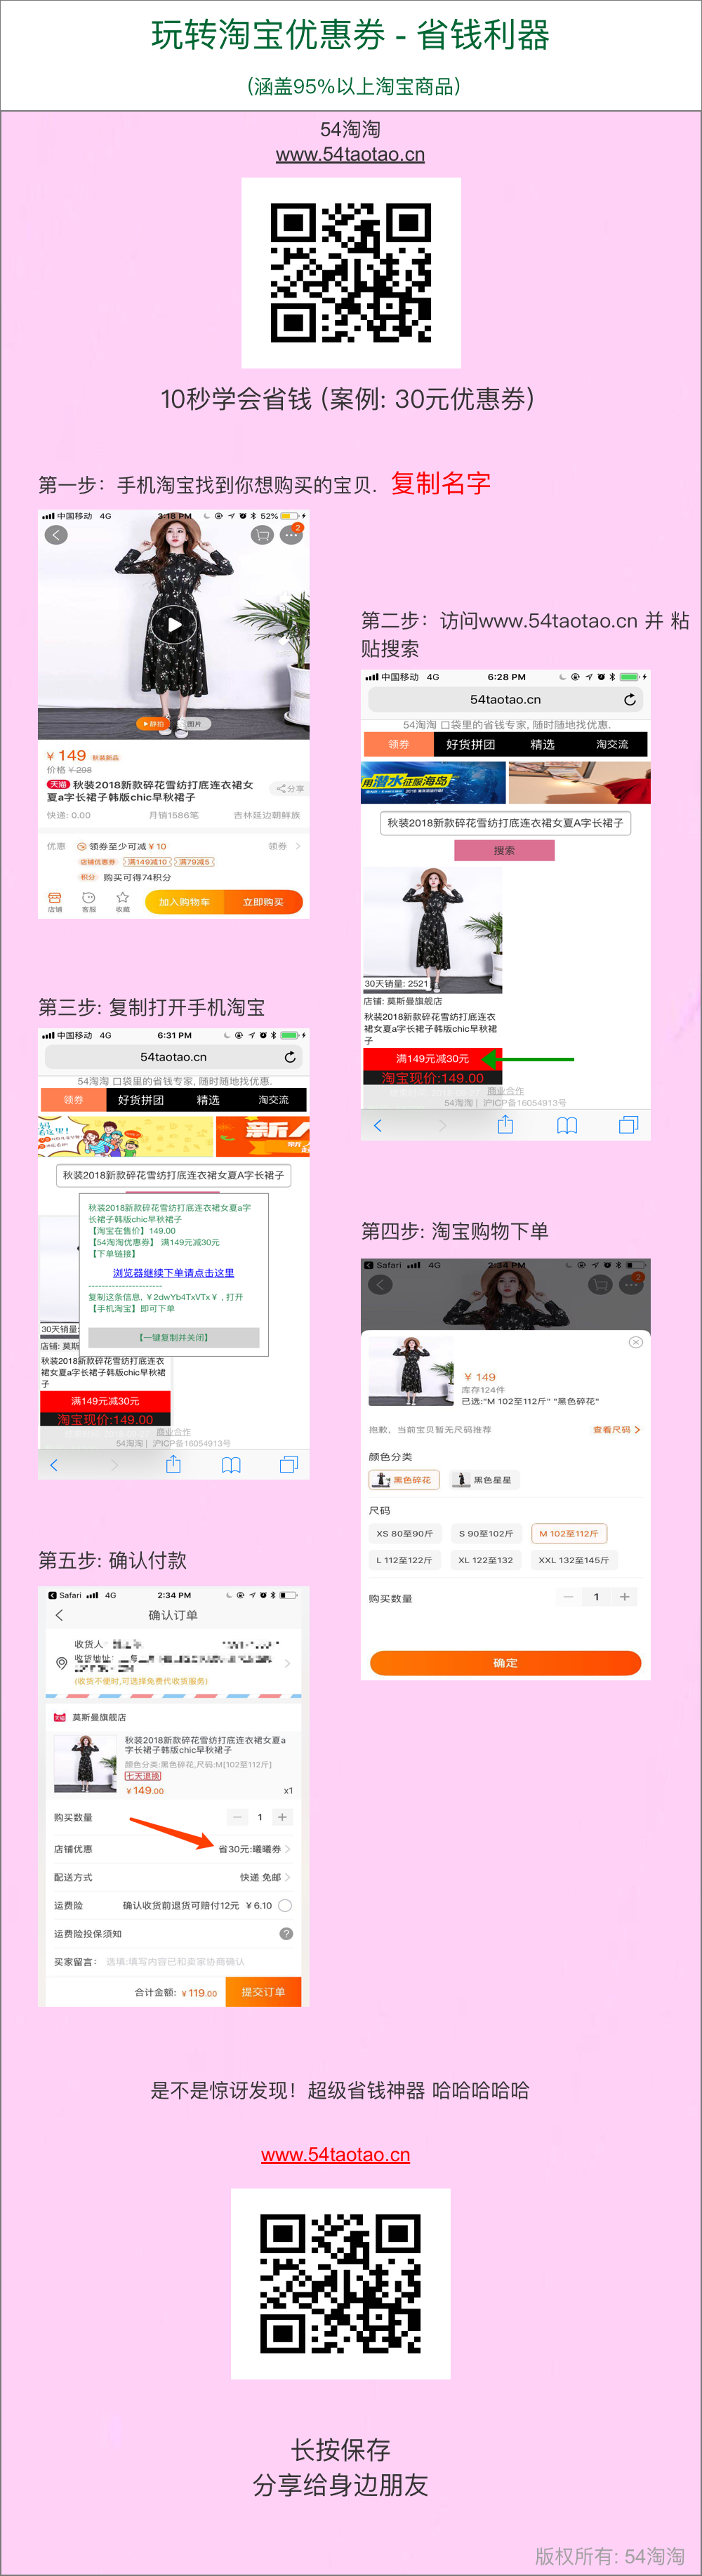 玩转淘宝优惠券 - 省钱利器
(涵盖95%以上淘宝商品)
54淘淘
www.54taotao.cn
10秒学会省钱 (案例: 30元优惠券)
第一步：手机淘宝找到你想购买的宝贝. 复制名字
中国移动 4G 3:18 PM 52%
2
静拍 图片
¥ 149 秋装新品
价格 ¥ 298
天猫 秋装2018新款碎花雪纺打底连衣裙女
夏a字长裙子韩版chic早秋裙子
分享
快递: 0.00 月销1586笔 吉林延边朝鲜族
优惠 领券至少可减¥10 领券
店铺优惠券 满149减10 满79减5
积分 购买可得74积分
店铺 客服 收藏 加入购物车 立即购买
第二步：访问www.54taotao.cn 并 粘
贴搜索
中国移动 4G 6:28 PM
54taotao.cn
54淘淘 口袋里的省钱专家, 随时随地找优惠.
领券 好货拼团 精选 淘交流
用潜水征服海岛
秋装2018新款碎花雪纺打底连衣裙女夏A字长裙子
搜索
30天销量: 2521
店铺: 莫斯曼旗舰店
秋装2018新款碎花雪纺打底连衣
裙女夏a字长裙子韩版chic早秋裙
子
满149元减30元
淘宝现价:149.00
商业合作
54淘淘 | 沪ICP备16054913号
第三步: 复制打开手机淘宝
中国移动 4G 6:31 PM
54taotao.cn
54淘淘 口袋里的省钱专家, 随时随地找优惠.
领券 好货拼团 精选 淘交流
秋装2018新款碎花雪纺打底连衣裙女夏A字长裙子
秋装2018新款碎花雪纺打底连衣裙女夏a字
长裙子韩版chic早秋裙子
【淘宝在售价】149.00
【54淘淘优惠券】 满149元减30元
【下单链接】
浏览器继续下单请点击这里
----------------------
复制这条信息, ￥2dwYb4TxVTx￥ , 打开
【手机淘宝】即可下单
【一键复制并关闭】
30天销量:
店铺: 莫斯
秋装2018新款碎花雪纺打底连衣
裙女夏a字长裙子韩版chic早秋裙
子
满149元减30元
淘宝现价:149.00
商业合作
54淘淘 | 沪ICP备16054913号
第四步: 淘宝购物下单
Safari 4G 2:34 PM
2
¥ 149
库存124件
已选:"M 102至112斤" "黑色碎花"
抱歉，当前宝贝暂无尺码推荐 查看尺码
颜色分类
黑色碎花 黑色星星
尺码
XS 80至90斤 S 90至102斤 M 102至112斤
L 112至122斤 XL 122至132 XXL 132至145斤
购买数量 1
确定
第五步: 确认付款
Safari 4G 2:34 PM
确认订单
收货人
收货地址:
(收货不便时,可选择免费代收货服务)
天猫 莫斯曼旗舰店
秋装2018新款碎花雪纺打底连衣裙女夏a
字长裙子韩版chic早秋裙子
颜色分类:黑色碎花,尺码:M[102至112斤]
七天退换
¥ 149.00 x1
购买数量 1
店铺优惠 省30元:曦曦券
配送方式 快递 免邮
运费险 确认收货前退货可赔付12元 ¥ 6.10
运费险投保须知 ?
买家留言： 选填:填写内容已和卖家协商确认
合计金额: ¥ 119.00 提交订单
是不是惊讶发现！超级省钱神器 哈哈哈哈哈
www.54taotao.cn
长按保存
分享给身边朋友
版权所有: 54淘淘